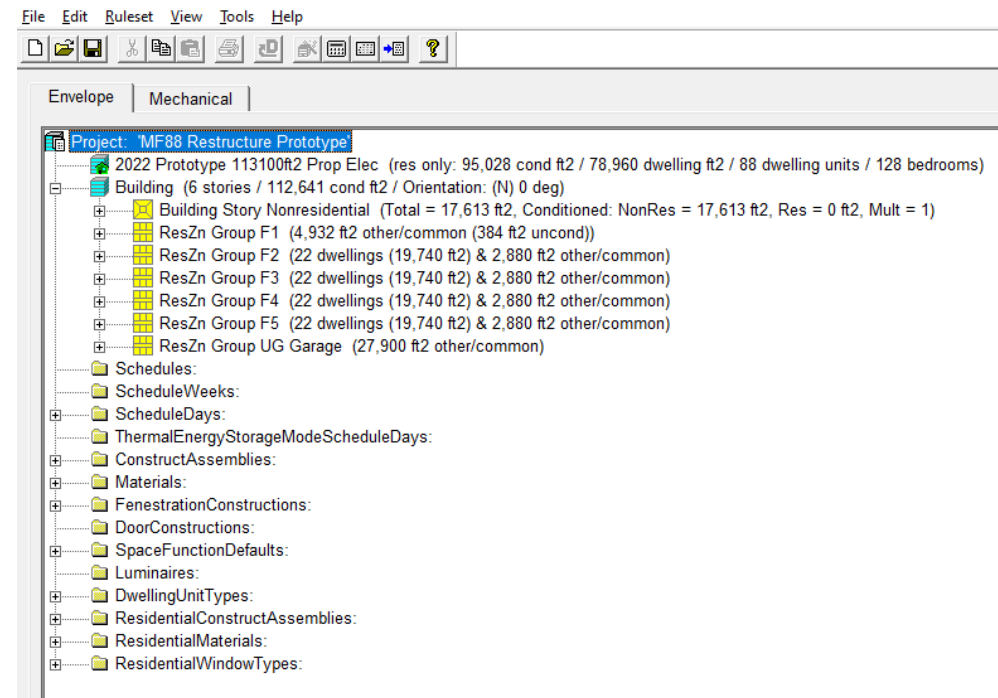 File Edit Ruleset View Tools Help
Envelope Mechanical
Project: 'MF88 Restructure Prototype'
2022 Prototype 113100ft2 Prop Elec (res only: 95,028 cond ft2 / 78,960 dwelling ft2 / 88 dwelling units / 128 bedrooms)
Building (6 stories / 112,641 cond ft2 / Orientation: (N) 0 deg)
Building Story Nonresidential (Total = 17,613 ft2, Conditioned: NonRes = 17,613 ft2, Res = 0 ft2, Mult = 1)
ResZn Group F1 (4,932 ft2 other/common (384 ft2 uncond))
ResZn Group F2 (22 dwellings (19,740 ft2) & 2,880 ft2 other/common)
ResZn Group F3 (22 dwellings (19,740 ft2) & 2,880 ft2 other/common)
ResZn Group F4 (22 dwellings (19,740 ft2) & 2,880 ft2 other/common)
ResZn Group F5 (22 dwellings (19,740 ft2) & 2,880 ft2 other/common)
ResZn Group UG Garage (27,900 ft2 other/common)
Schedules:
ScheduleWeeks:
ScheduleDays:
ThermalEnergyStorageModeScheduleDays:
ConstructAssemblies:
Materials:
FenestrationConstructions:
DoorConstructions:
SpaceFunctionDefaults:
Luminaires:
DwellingUnitTypes:
ResidentialConstructAssemblies:
ResidentialMaterials:
ResidentialWindowTypes: